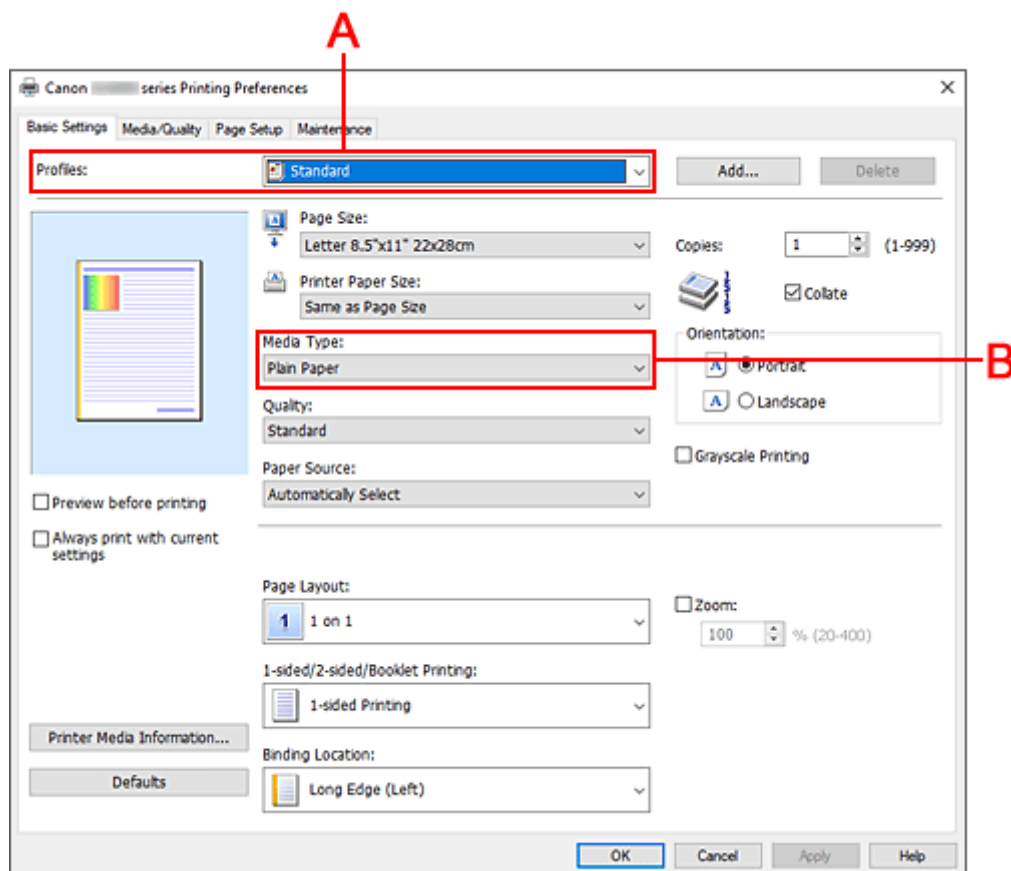 A
Canon series Printing Preferences
Basic Settings Media/Quality Page Setup Maintenance
Profiles: Standard Add... Delete
Page Size:
Letter 8.5"x11" 22x28cm
Copies: 1 (1-999)
Printer Paper Size:
Same as Page Size
Collate
Media Type:
Plain Paper
B
Orientation:
A Portrait
A Landscape
Quality:
Standard
Grayscale Printing
Paper Source:
Automatically Select
Preview before printing
Always print with current
settings
Page Layout:
1 1 on 1
Zoom:
100 % (20-400)
1-sided/2-sided/Booklet Printing:
1-sided Printing
Printer Media Information...
Binding Location:
Defaults
Long Edge (Left)
OK Cancel Apply Help